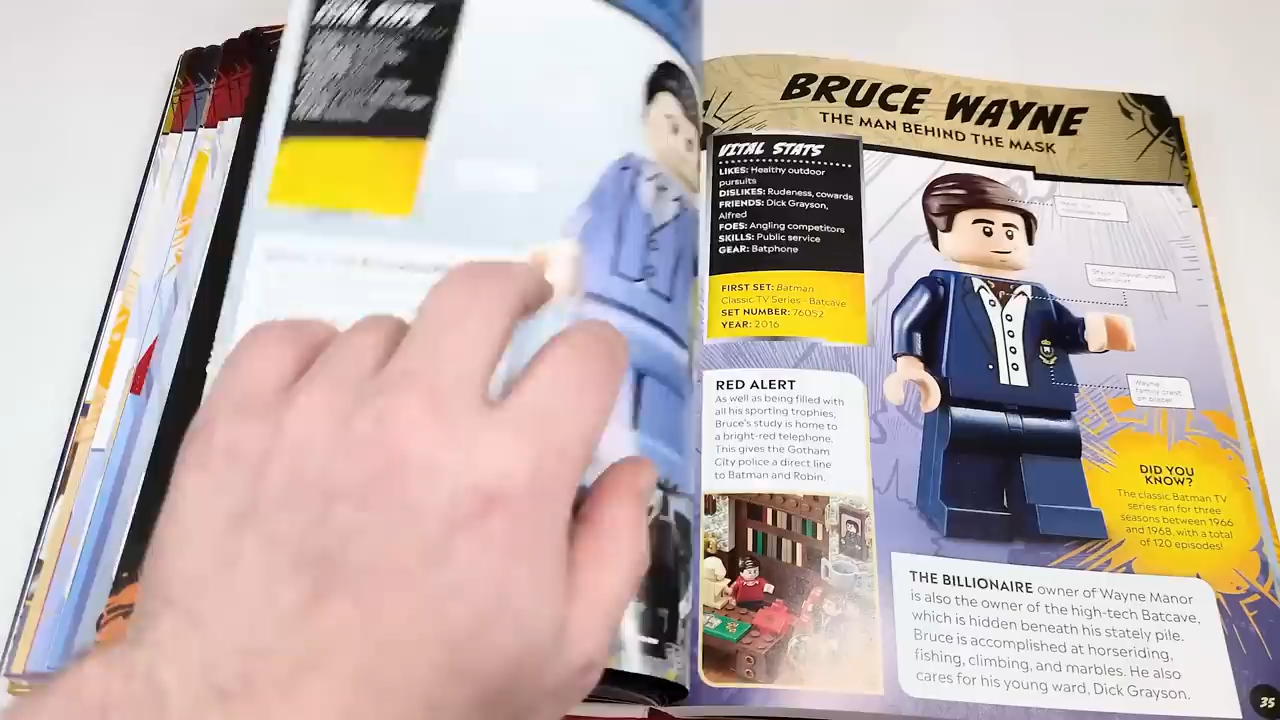 BRUCE WAYNE
THE MAN BEHIND THE MASK
VITAL STATS
LIKES: Healthy outdoor
pursuits
DISLIKES: Rudeness, cowards
FRIENDS: Dick Grayson,
Alfred
FOES: Angling competitors
SKILLS: Public service
GEAR: Batphone
FIRST SET: Batman
Classic TV Series - Batcave
SET NUMBER: 76052
YEAR: 2016
RED ALERT
As well as being filled with
all his sporting trophies,
Bruce's study is home to
a bright-red telephone.
This gives the Gotham
City police a direct line
to Batman and Robin.
Wayne
family crest
on blazer
DID YOU
KNOW?
The classic Batman TV
series ran for three
seasons between 1966
and 1968, with a total
of 120 episodes!
THE BILLIONAIRE owner of Wayne Manor
is also the owner of the high-tech Batcave,
which is hidden beneath his stately pile.
Bruce is accomplished at horseriding,
fishing, climbing, and marbles. He also
cares for his young ward, Dick Grayson.
35